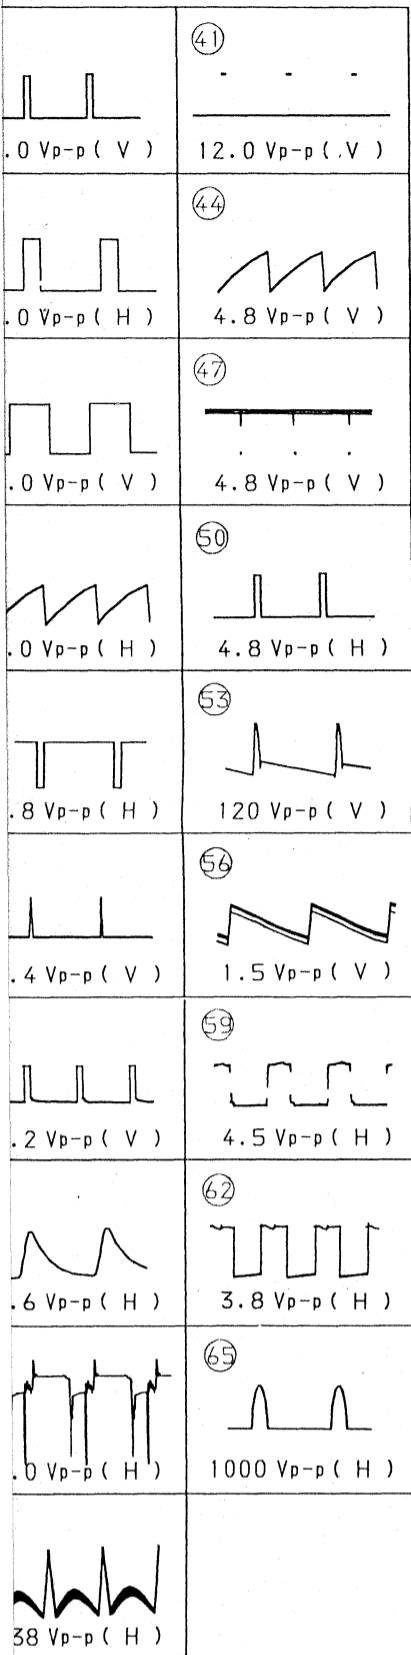 41
.0 Vp-p ( V )
12.0 Vp-p ( V )
44
.0 Vp-p ( H )
4.8 Vp-p ( V )
47
.0 Vp-p ( V )
4.8 Vp-p ( V )
50
.0 Vp-p ( H )
4.8 Vp-p ( H )
53
.8 Vp-p ( H )
120 Vp-p ( V )
56
.4 Vp-p ( V )
1.5 Vp-p ( V )
59
.2 Vp-p ( V )
4.5 Vp-p ( H )
62
.6 Vp-p ( H )
3.8 Vp-p ( H )
65
.0 Vp-p ( H )
1000 Vp-p ( H )
38 Vp-p ( H )